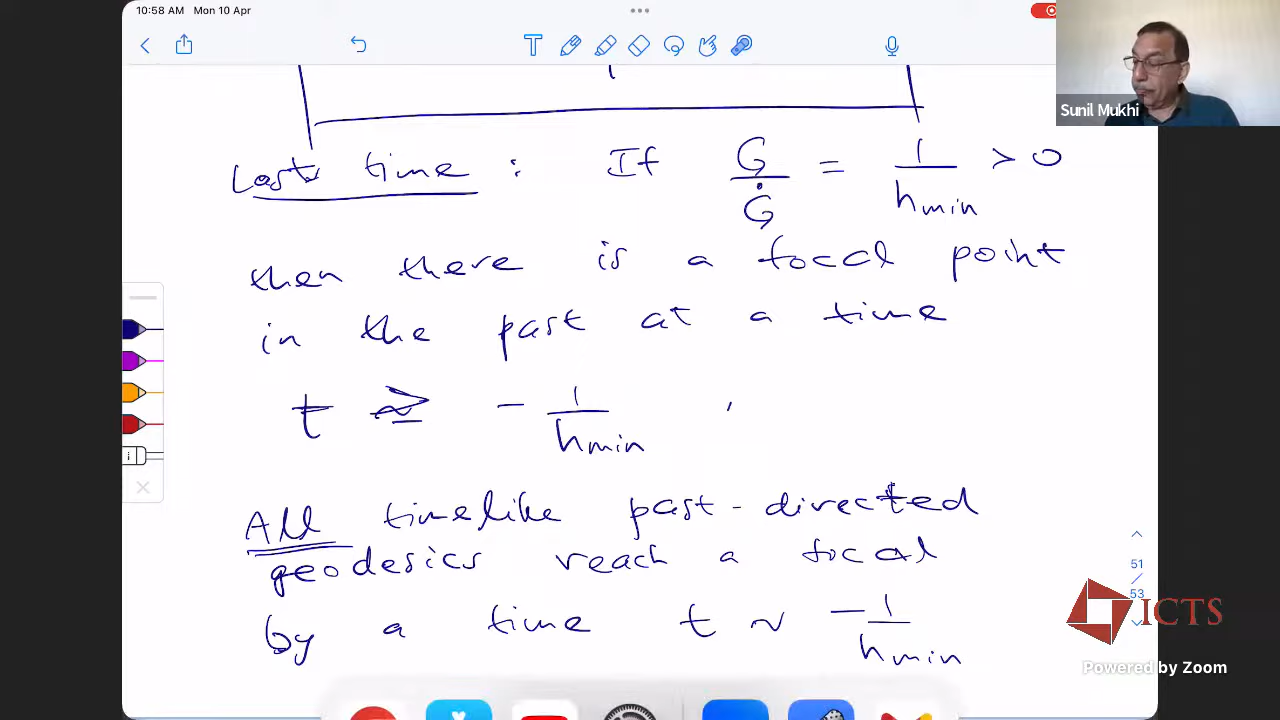 10:58 AM Mon 10 Apr
Sunil Mukhi
Last time : If G/Ġ = 1/hmin > 0
then there is a focal point
in the past at a time
t ≳ - 1/hmin
All timelike past-directed
geodesics reach a focal
by a time t ~ -1/hmin
51
/
53
ICTS
Powered by Zoom